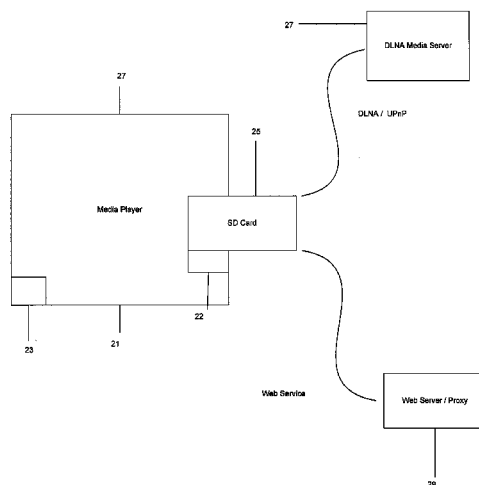 27
DLNA Media Server
27
DLNA / UPnP
25
Media Player
SD Card
22
23
21
Web Service
Web Server / Proxy